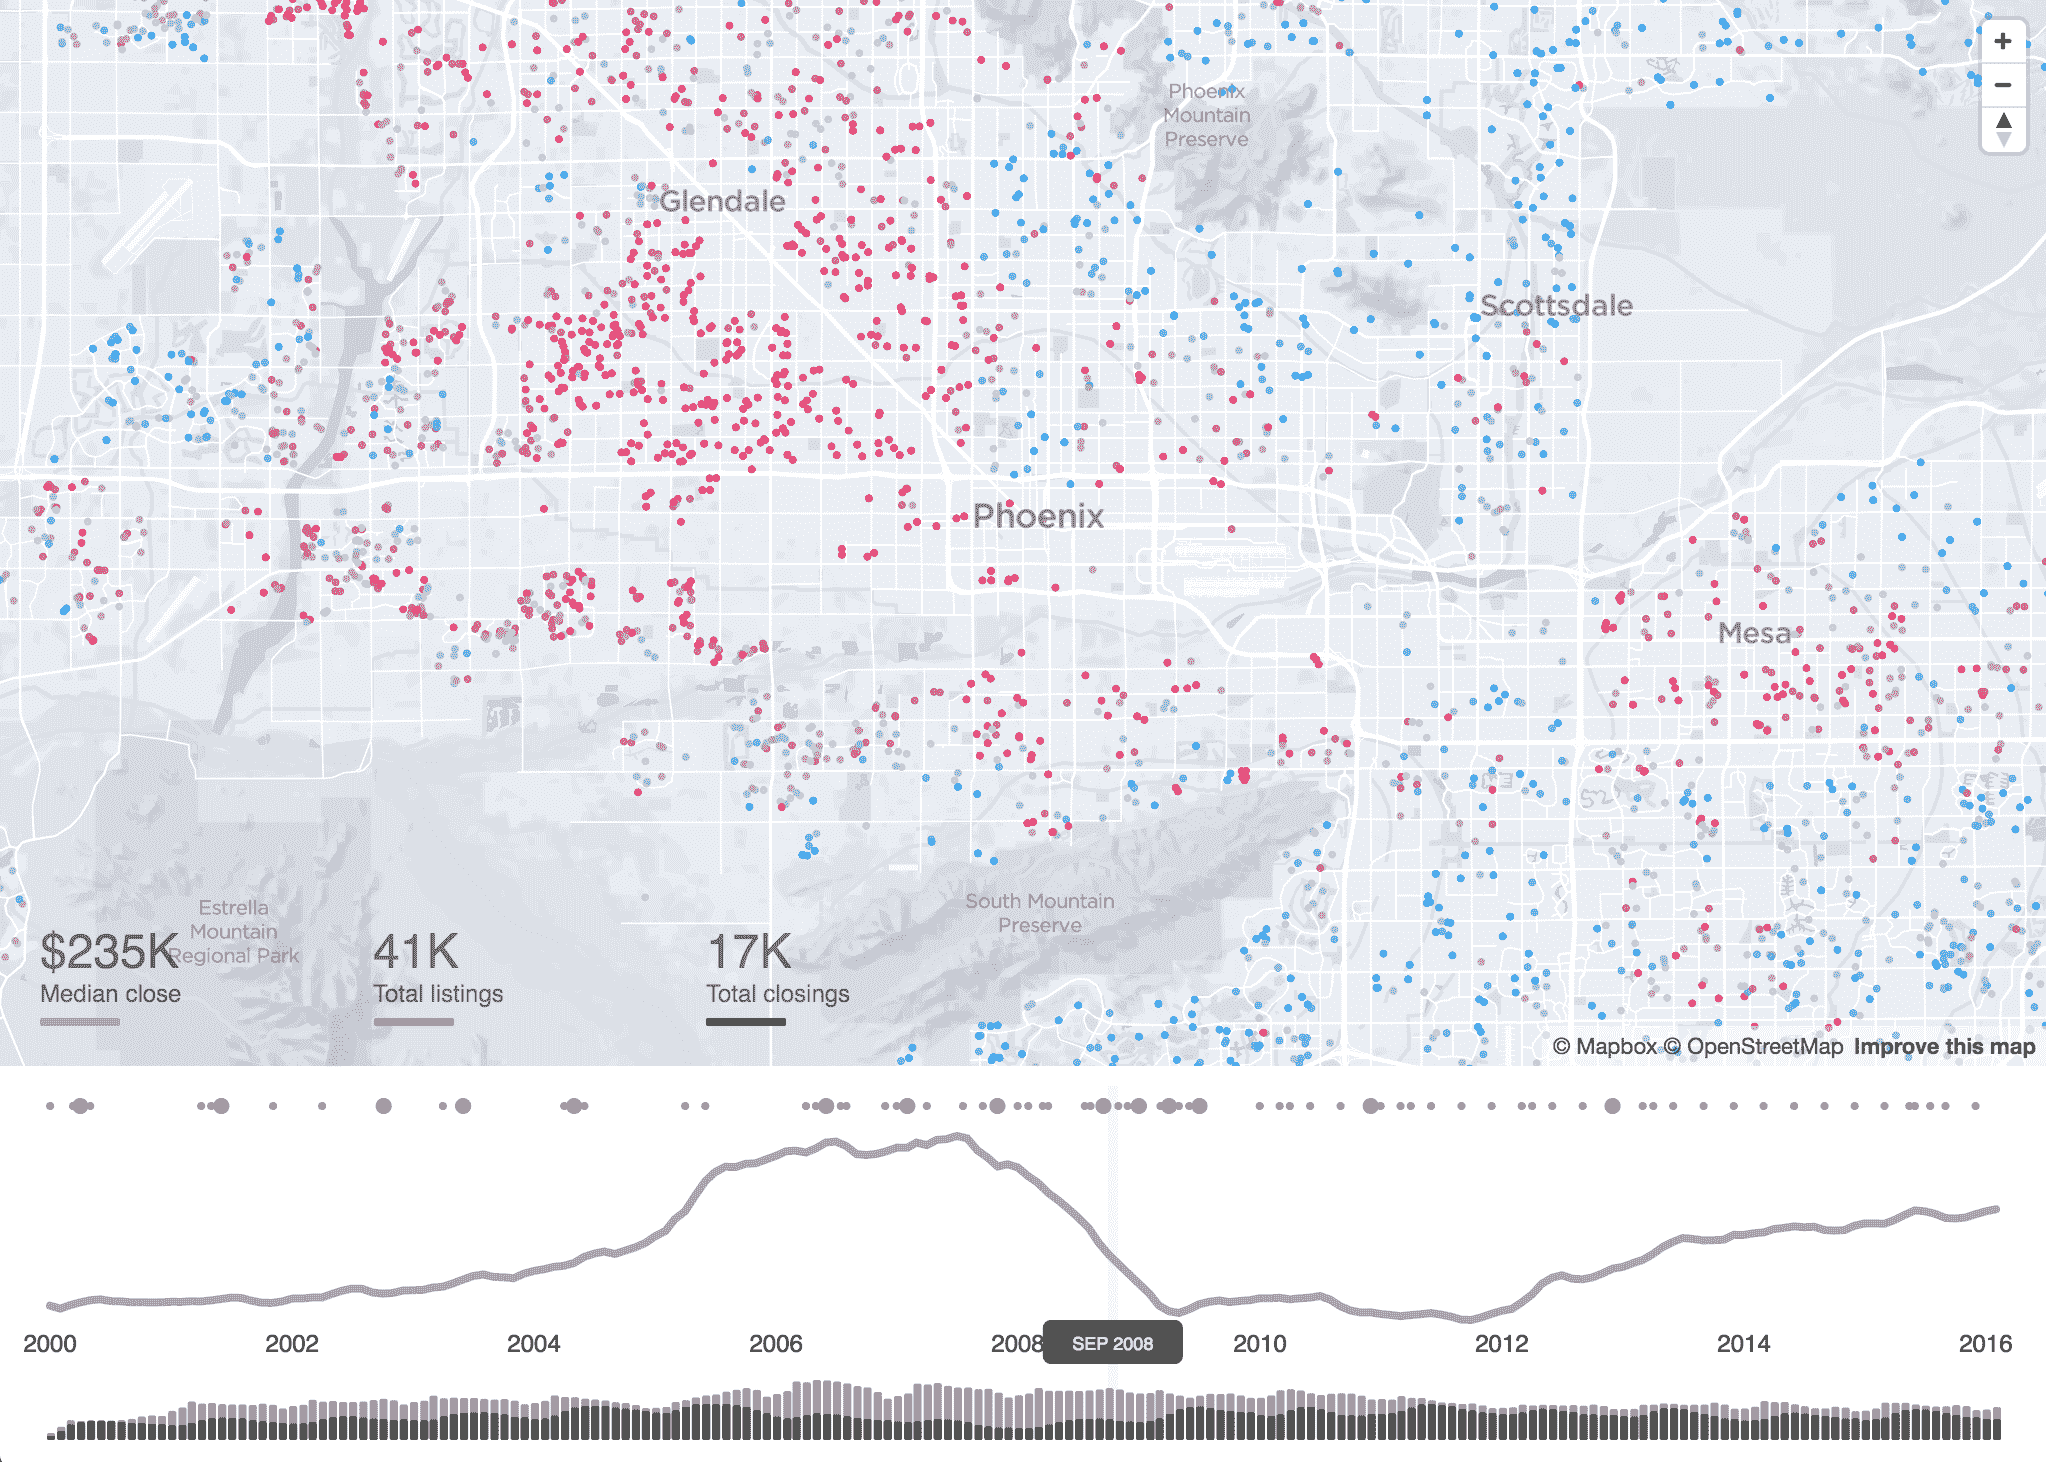 Phoenix
Mountain
Preserve
Glendale
Scottsdale
Phoenix
Mesa
Estrella
Mountain
Regional Park
South Mountain
Preserve
$235K
Median close
41K
Total listings
17K
Total closings
© Mapbox © OpenStreetMap Improve this map
2000 2002 2004 2006 2008 SEP 2008 2010 2012 2014 2016